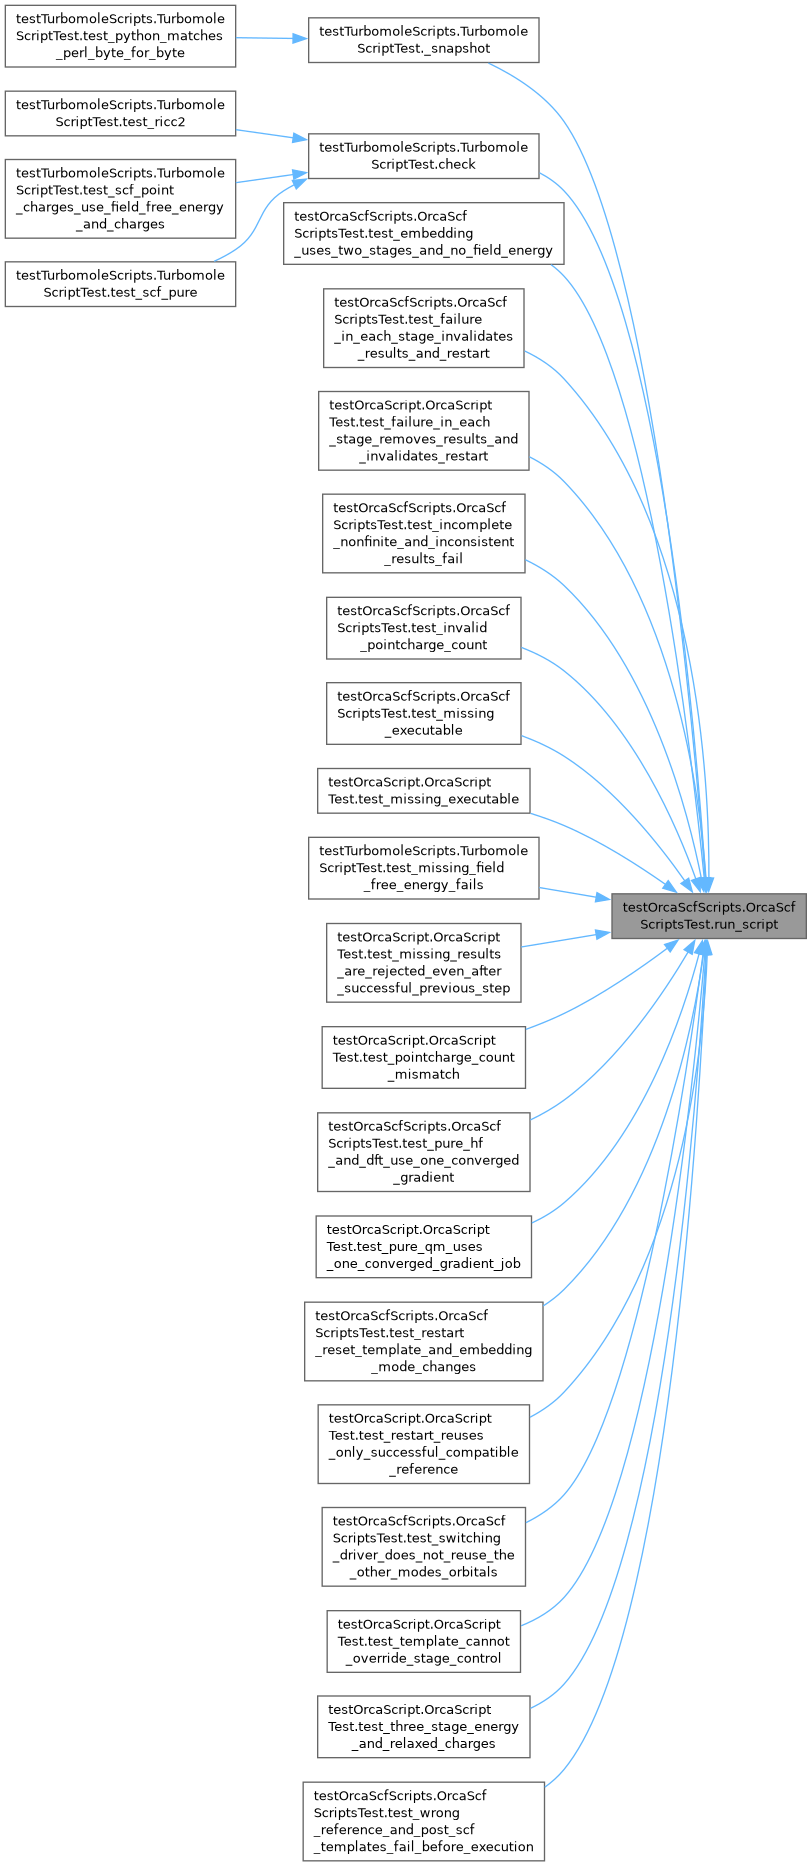 testTurbomoleScripts.Turbomole
ScriptTest.test_python_matches
_perl_byte_for_byte
testTurbomoleScripts.Turbomole
ScriptTest._snapshot
testTurbomoleScripts.Turbomole
ScriptTest.test_ricc2
testTurbomoleScripts.Turbomole
ScriptTest.check
testTurbomoleScripts.Turbomole
ScriptTest.test_scf_point
_charges_use_field_free_energy
_and_charges
testTurbomoleScripts.Turbomole
ScriptTest.test_scf_pure
testOrcaScfScripts.OrcaScf
ScriptsTest.test_embedding
_uses_two_stages_and_no_field_energy
testOrcaScfScripts.OrcaScf
ScriptsTest.test_failure
_in_each_stage_invalidates
_results_and_restart
testOrcaScript.OrcaScript
Test.test_failure_in_each
_stage_removes_results_and
_invalidates_restart
testOrcaScfScripts.OrcaScf
ScriptsTest.test_incomplete
_nonfinite_and_inconsistent
_results_fail
testOrcaScfScripts.OrcaScf
ScriptsTest.test_invalid
_pointcharge_count
testOrcaScfScripts.OrcaScf
ScriptsTest.test_missing
_executable
testOrcaScript.OrcaScript
Test.test_missing_executable
testTurbomoleScripts.Turbomole
ScriptTest.test_missing_field
_free_energy_fails
testOrcaScfScripts.OrcaScf
ScriptsTest.run_script
testOrcaScript.OrcaScript
Test.test_missing_results
_are_rejected_even_after
_successful_previous_step
testOrcaScript.OrcaScript
Test.test_pointcharge_count
_mismatch
testOrcaScfScripts.OrcaScf
ScriptsTest.test_pure_hf
_and_dft_use_one_converged
_gradient
testOrcaScript.OrcaScript
Test.test_pure_qm_uses
_one_converged_gradient_job
testOrcaScfScripts.OrcaScf
ScriptsTest.test_restart
_reset_template_and_embedding
_mode_changes
testOrcaScript.OrcaScript
Test.test_restart_reuses
_only_successful_compatible
_reference
testOrcaScfScripts.OrcaScf
ScriptsTest.test_switching
_driver_does_not_reuse_the
_other_modes_orbitals
testOrcaScript.OrcaScript
Test.test_template_cannot
_override_stage_control
testOrcaScript.OrcaScript
Test.test_three_stage_energy
_and_relaxed_charges
testOrcaScfScripts.OrcaScf
ScriptsTest.test_wrong
_reference_and_post_scf
_templates_fail_before_execution